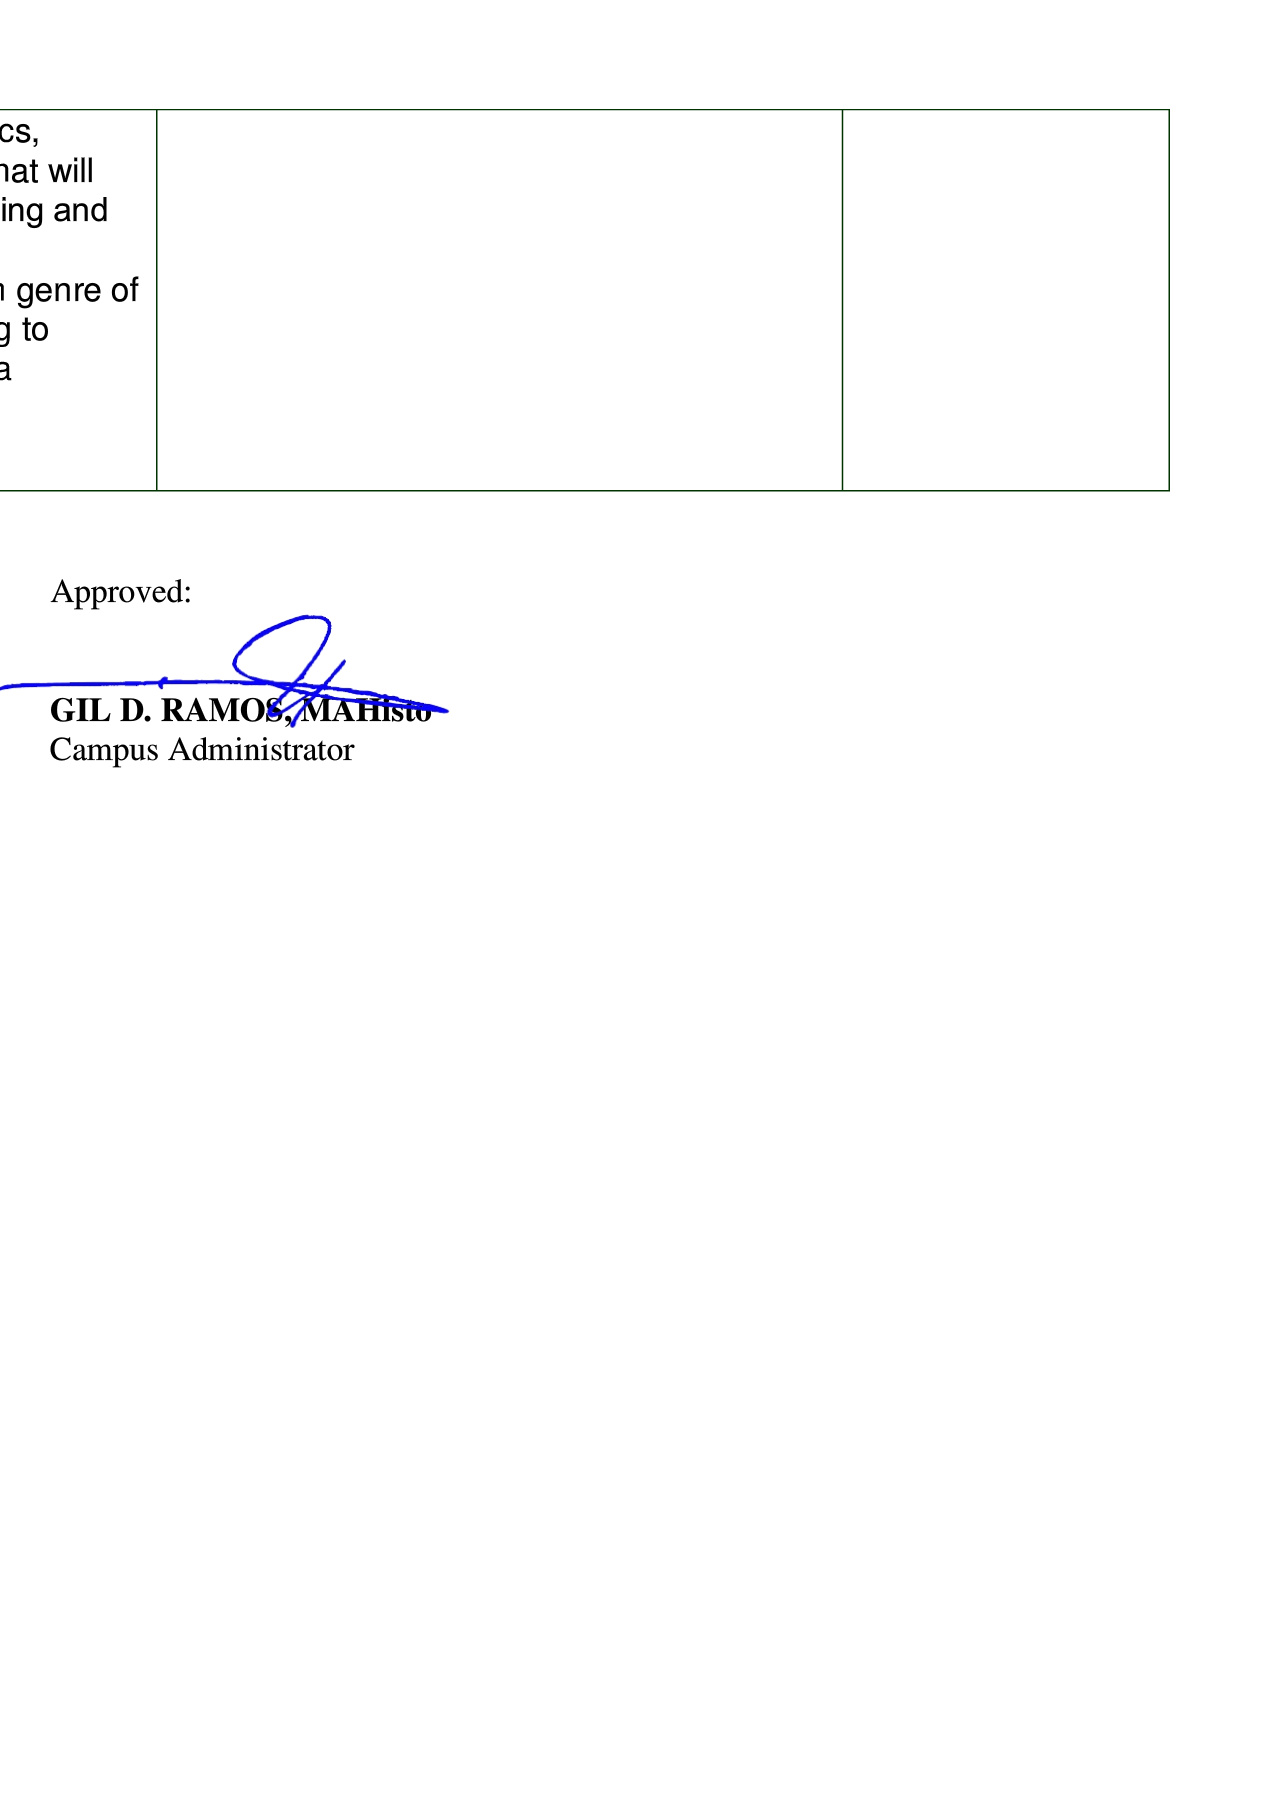 cs,
hat will
ing and
genre of
g to
a
Approved:
GIL D. RAMOS, MAHisto
Campus Administrator